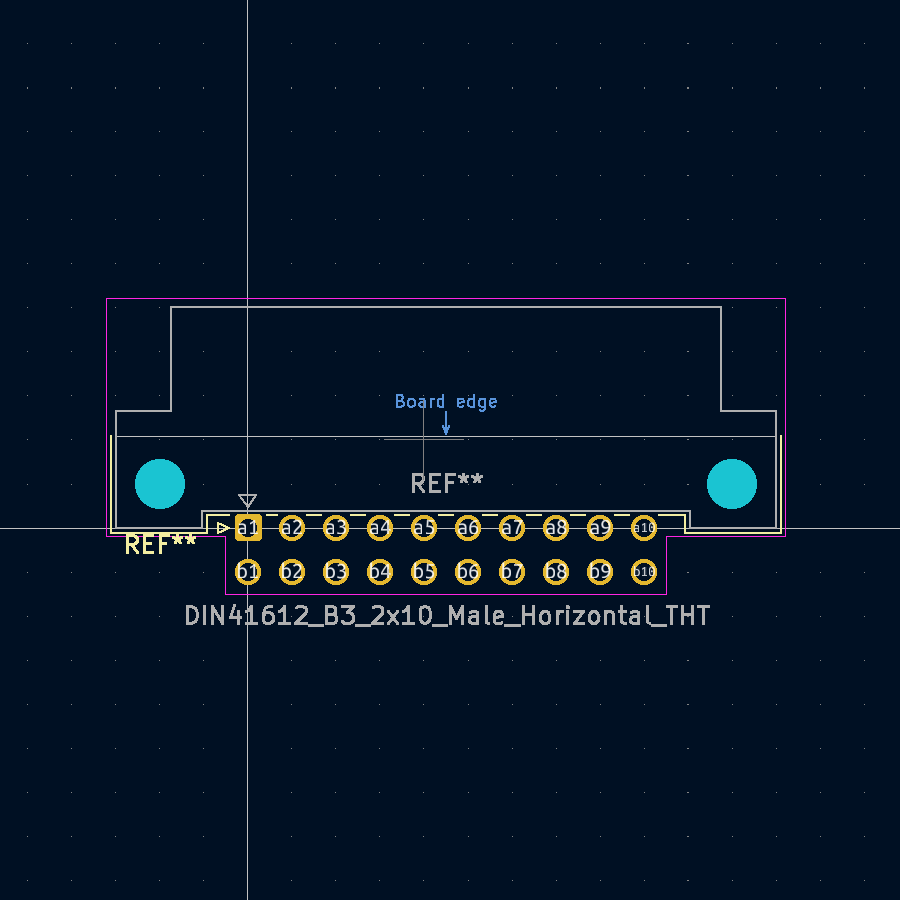 Board edge
REF**
a1 a2 a3 a4 a5 a6 a7 a8 a9 a10
REF**
b1 b2 b3 b4 b5 b6 b7 b8 b9 b10
DIN41612_B3_2x10_Male_Horizontal_THT